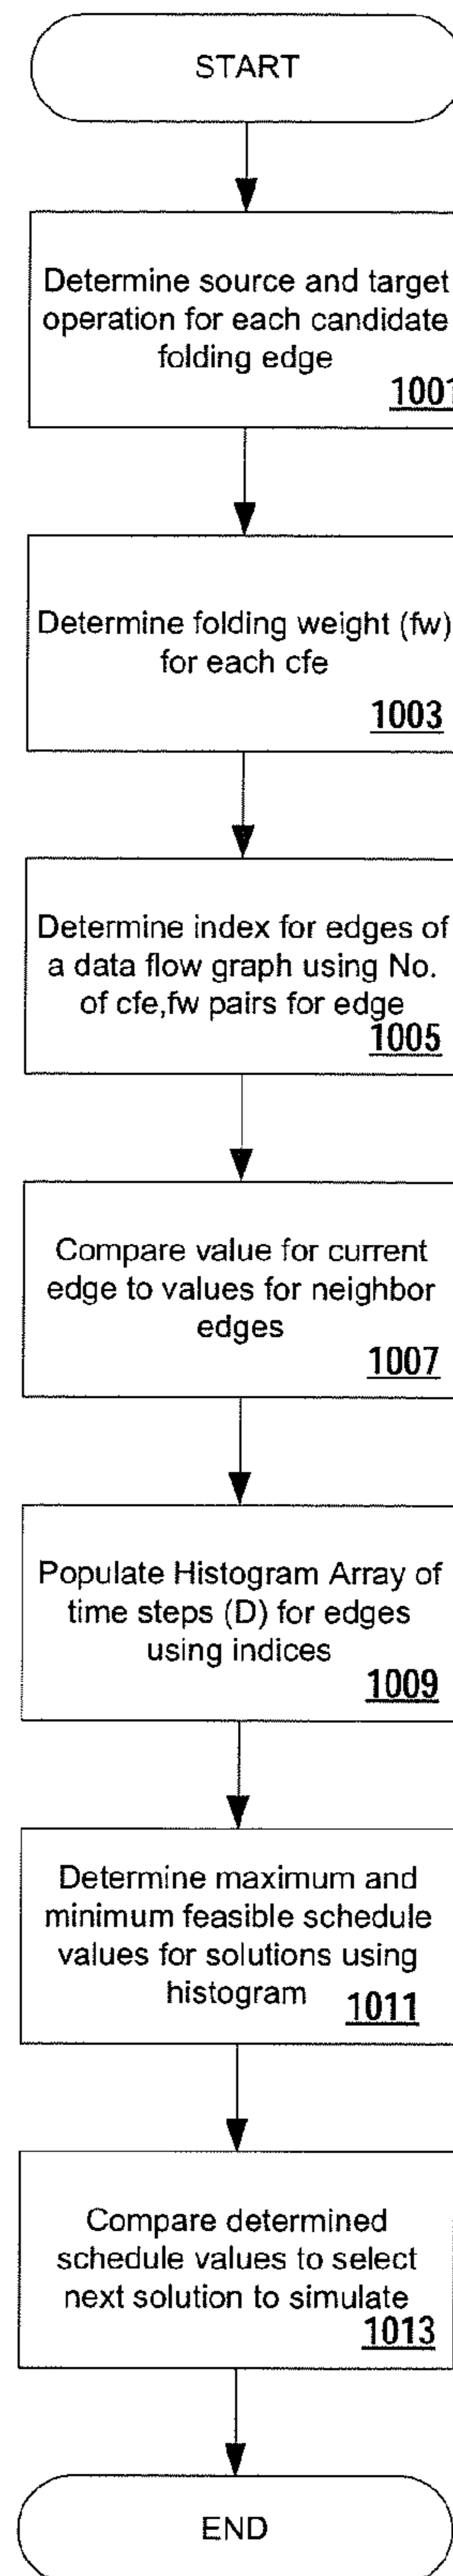 START
Determine source and target
operation for each candidate
folding edge
1001
Determine folding weight (fw)
for each cfe
1003
Determine index for edges of
a data flow graph using No.
of cfe,fw pairs for edge
1005
Compare value for current
edge to values for neighbor
edges
1007
Populate Histogram Array of
time steps (D) for edges
using indices
1009
Determine maximum and
minimum feasible schedule
values for solutions using
histogram
1011
Compare determined
schedule values to select
next solution to simulate
1013
END